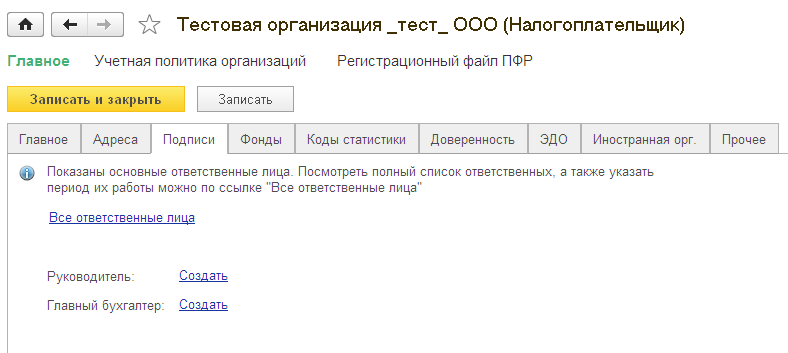 Тестовая организация _тест_ ООО (Налогоплательщик)
Главное Учетная политика организаций Регистрационный файл ПФР
Записать и закрыть Записать
Главное Адреса Подписи Фонды Коды статистики Доверенность ЭДО Иностранная орг. Прочее
Показаны основные ответственные лица. Посмотреть полный список ответственных, а также указать
период их работы можно по ссылке "Все ответственные лица"
Все ответственные лица
Руководитель: Создать
Главный бухгалтер: Создать